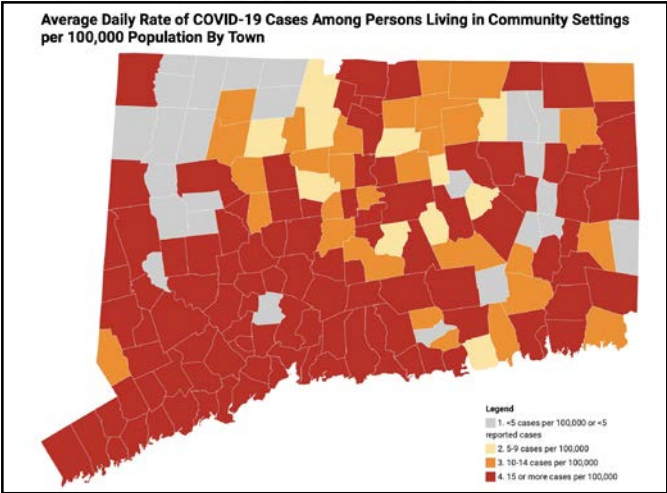 Average Daily Rate of COVID-19 Cases Among Persons Living in Community Settings
per 100,000 Population By Town
Legend
1. <5 cases per 100,000 or <5
reported cases
2. 5-9 cases per 100,000
3. 10-14 cases per 100,000
4. 15 or more cases per 100,000